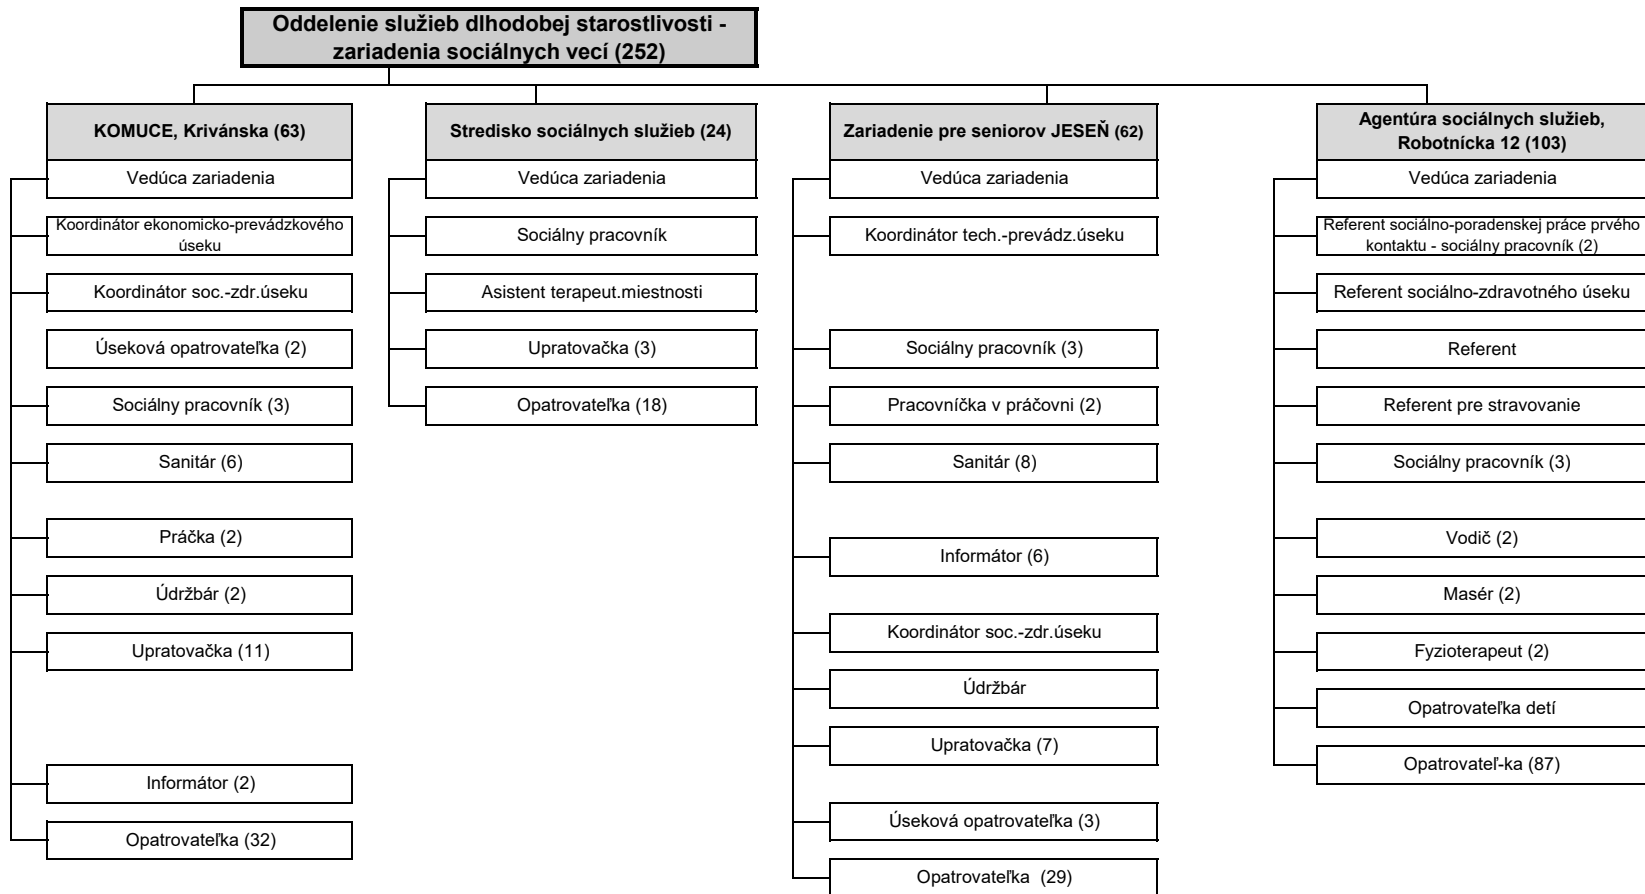 Oddelenie služieb dlhodobej starostlivosti -
zariadenia sociálnych vecí (252)
KOMUCE, Krivánska (63)
Vedúca zariadenia
Koordinátor ekonomicko-prevádzkového
úseku
Koordinátor soc.-zdr.úseku
Úseková opatrovateľka (2)
Sociálny pracovník (3)
Sanitár (6)
Práčka (2)
Údržbár (2)
Upratovačka (11)
Informátor (2)
Opatrovateľka (32)
Stredisko sociálnych služieb (24)
Vedúca zariadenia
Sociálny pracovník
Asistent terapeut.miestnosti
Upratovačka (3)
Opatrovateľka (18)
Zariadenie pre seniorov JESEŇ (62)
Vedúca zariadenia
Koordinátor tech.-prevádz.úseku
Sociálny pracovník (3)
Pracovníčka v práčovni (2)
Sanitár (8)
Informátor (6)
Koordinátor soc.-zdr.úseku
Údržbár
Upratovačka (7)
Úseková opatrovateľka (3)
Opatrovateľka (29)
Agentúra sociálnych služieb,
Robotnícka 12 (103)
Vedúca zariadenia
Referent sociálno-poradenskej práce prvého
kontaktu - sociálny pracovník (2)
Referent sociálno-zdravotného úseku
Referent
Referent pre stravovanie
Sociálny pracovník (3)
Vodič (2)
Masér (2)
Fyzioterapeut (2)
Opatrovateľka detí
Opatrovateľ-ka (87)